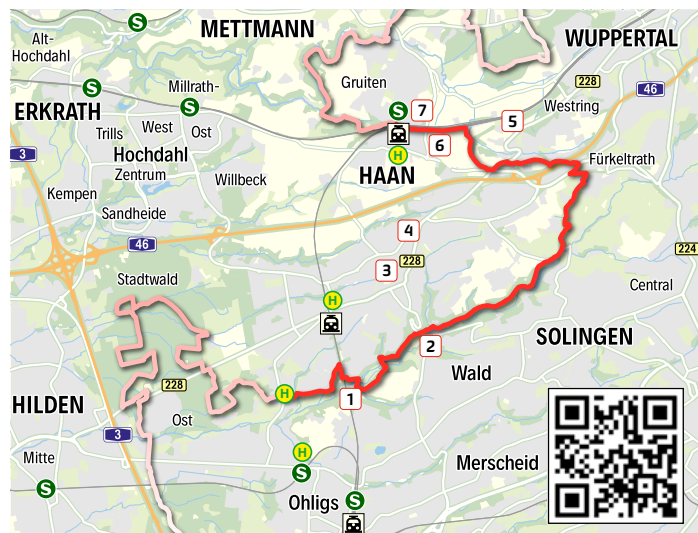 METTMANN
WUPPERTAL
Alt-
Hochdahl
S
Gruiten
Millrath-
S
S
228
46
ERKRATH
S
7
Westring
Trills
West
Ost
5
6
3
Hochdahl
H
HAAN
Fürkeltrath
Zentrum
Willbeck
Kempen
Sandheide
4
46
228
224
3
Stadtwald
Central
H
SOLINGEN
2
Wald
228
H
1
HILDEN
Ost
3
Mitte
H
S
Merscheid
S
Ohligs
S